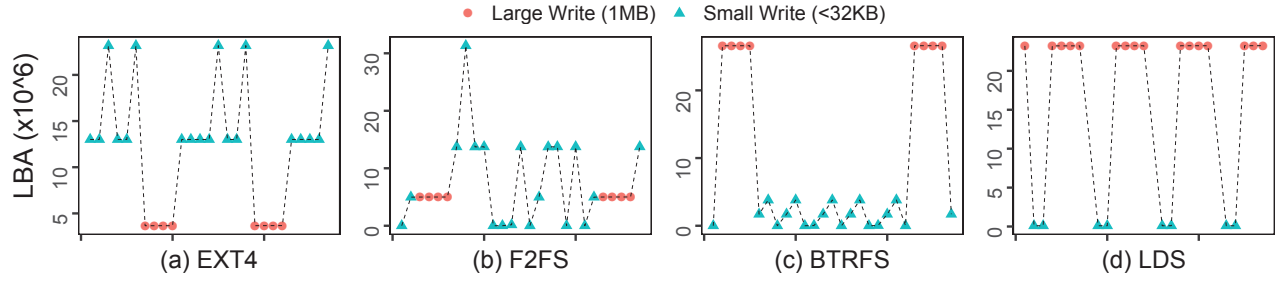 Large Write (1MB) Small Write (<32KB)
LBA (x10^6)
5 10 15 20
0 10 20 30
0 10 20
0 5 10 15 20
(a) EXT4 (b) F2FS (c) BTRFS (d) LDS